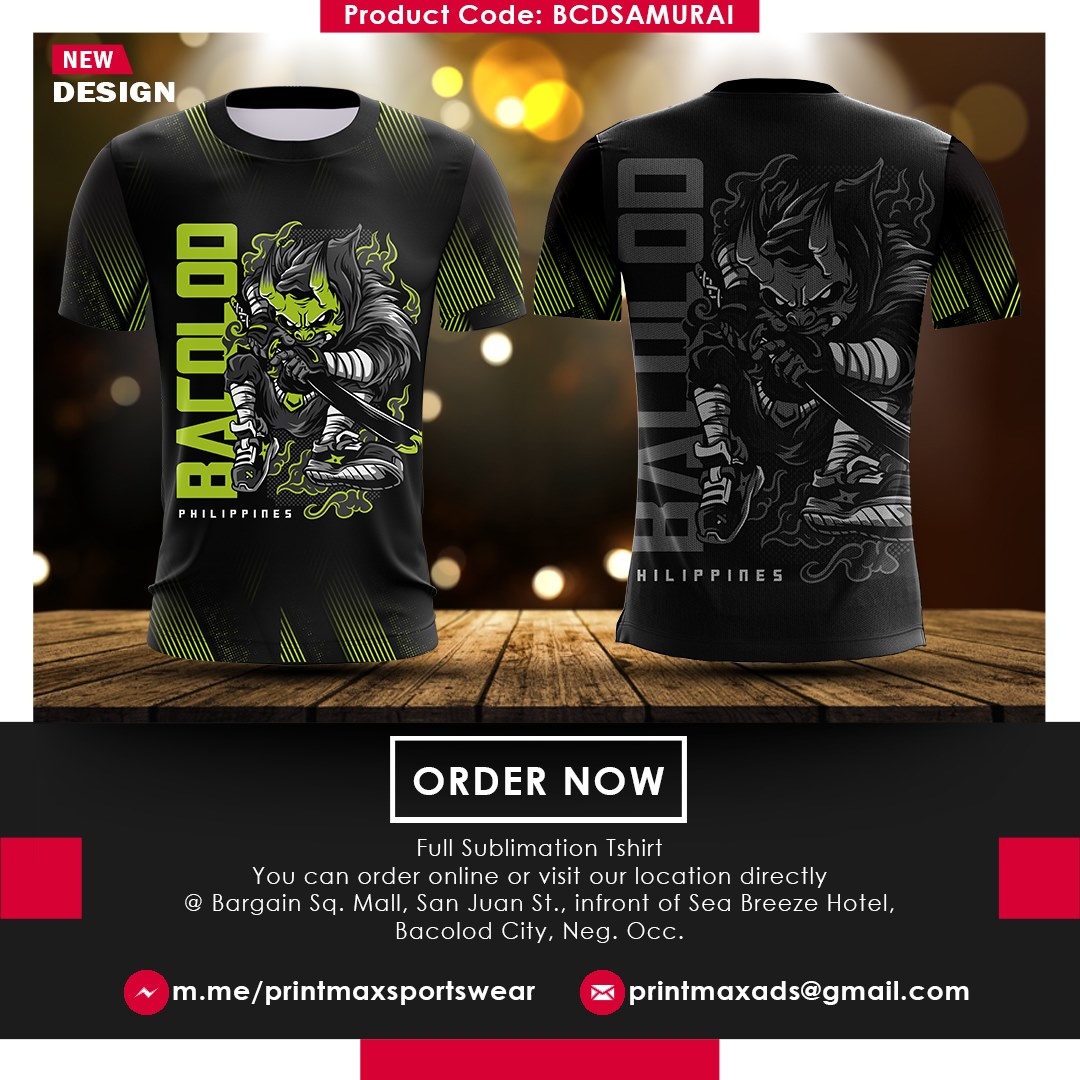 Product Code: BCDSAMURAI
NEW
DESIGN
BACOLOD
PHILIPPINES
BACOLOD
HILIPPINES
ORDER NOW
Full Sublimation Tshirt
You can order online or visit our location directly
@ Bargain Sq. Mall, San Juan St., infront of Sea Breeze Hotel,
Bacolod City, Neg. Occ.
m.me/printmaxsportswear
printmaxads@gmail.com